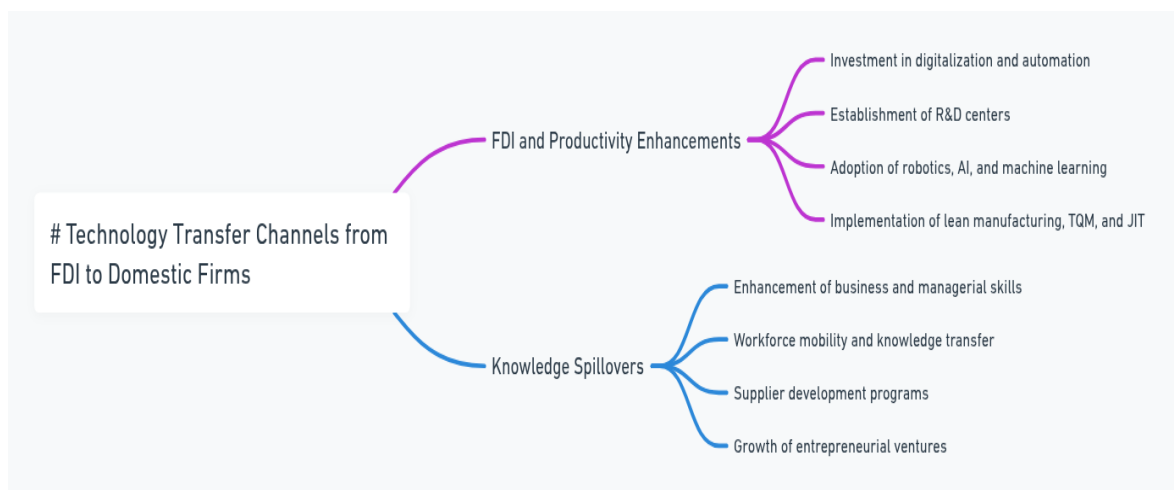 # Technology Transfer Channels from
FDI to Domestic Firms
FDI and Productivity Enhancements
Investment in digitalization and automation
Establishment of R&D centers
Adoption of robotics, AI, and machine learning
Implementation of lean manufacturing, TQM, and JIT
Knowledge Spillovers
Enhancement of business and managerial skills
Workforce mobility and knowledge transfer
Supplier development programs
Growth of entrepreneurial ventures